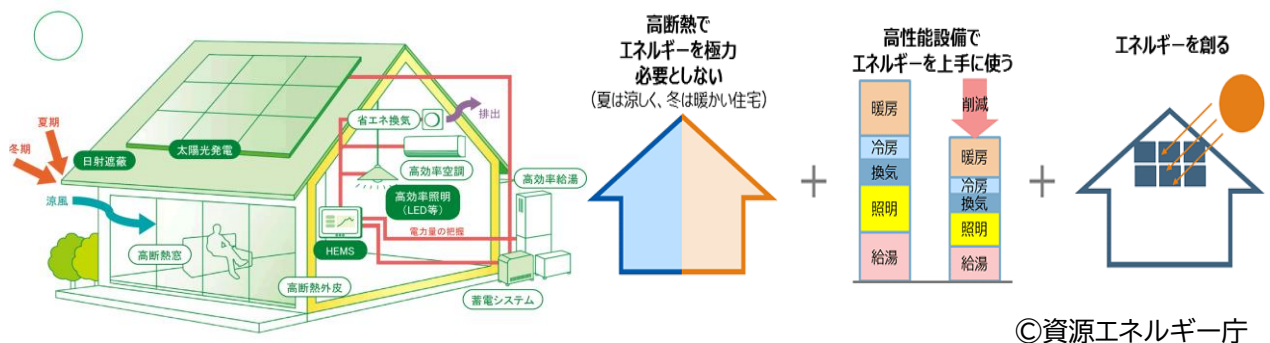 夏期
冬期
日射遮蔽
太陽光発電
涼風
高断熱窓
省エネ換気
排出
高効率空調
高効率照明
(LED等)
高効率給湯
電力量の把握
HEMS
高断熱外皮
蓄電システム
高断熱で
エネルギーを極力
必要としない
(夏は涼しく、冬は暖かい住宅)
+
高性能設備で
エネルギーを上手に使う
暖房
冷房
換気
照明
給湯
削減
暖房
冷房
換気
照明
給湯
+
エネルギーを創る
©資源エネルギー庁